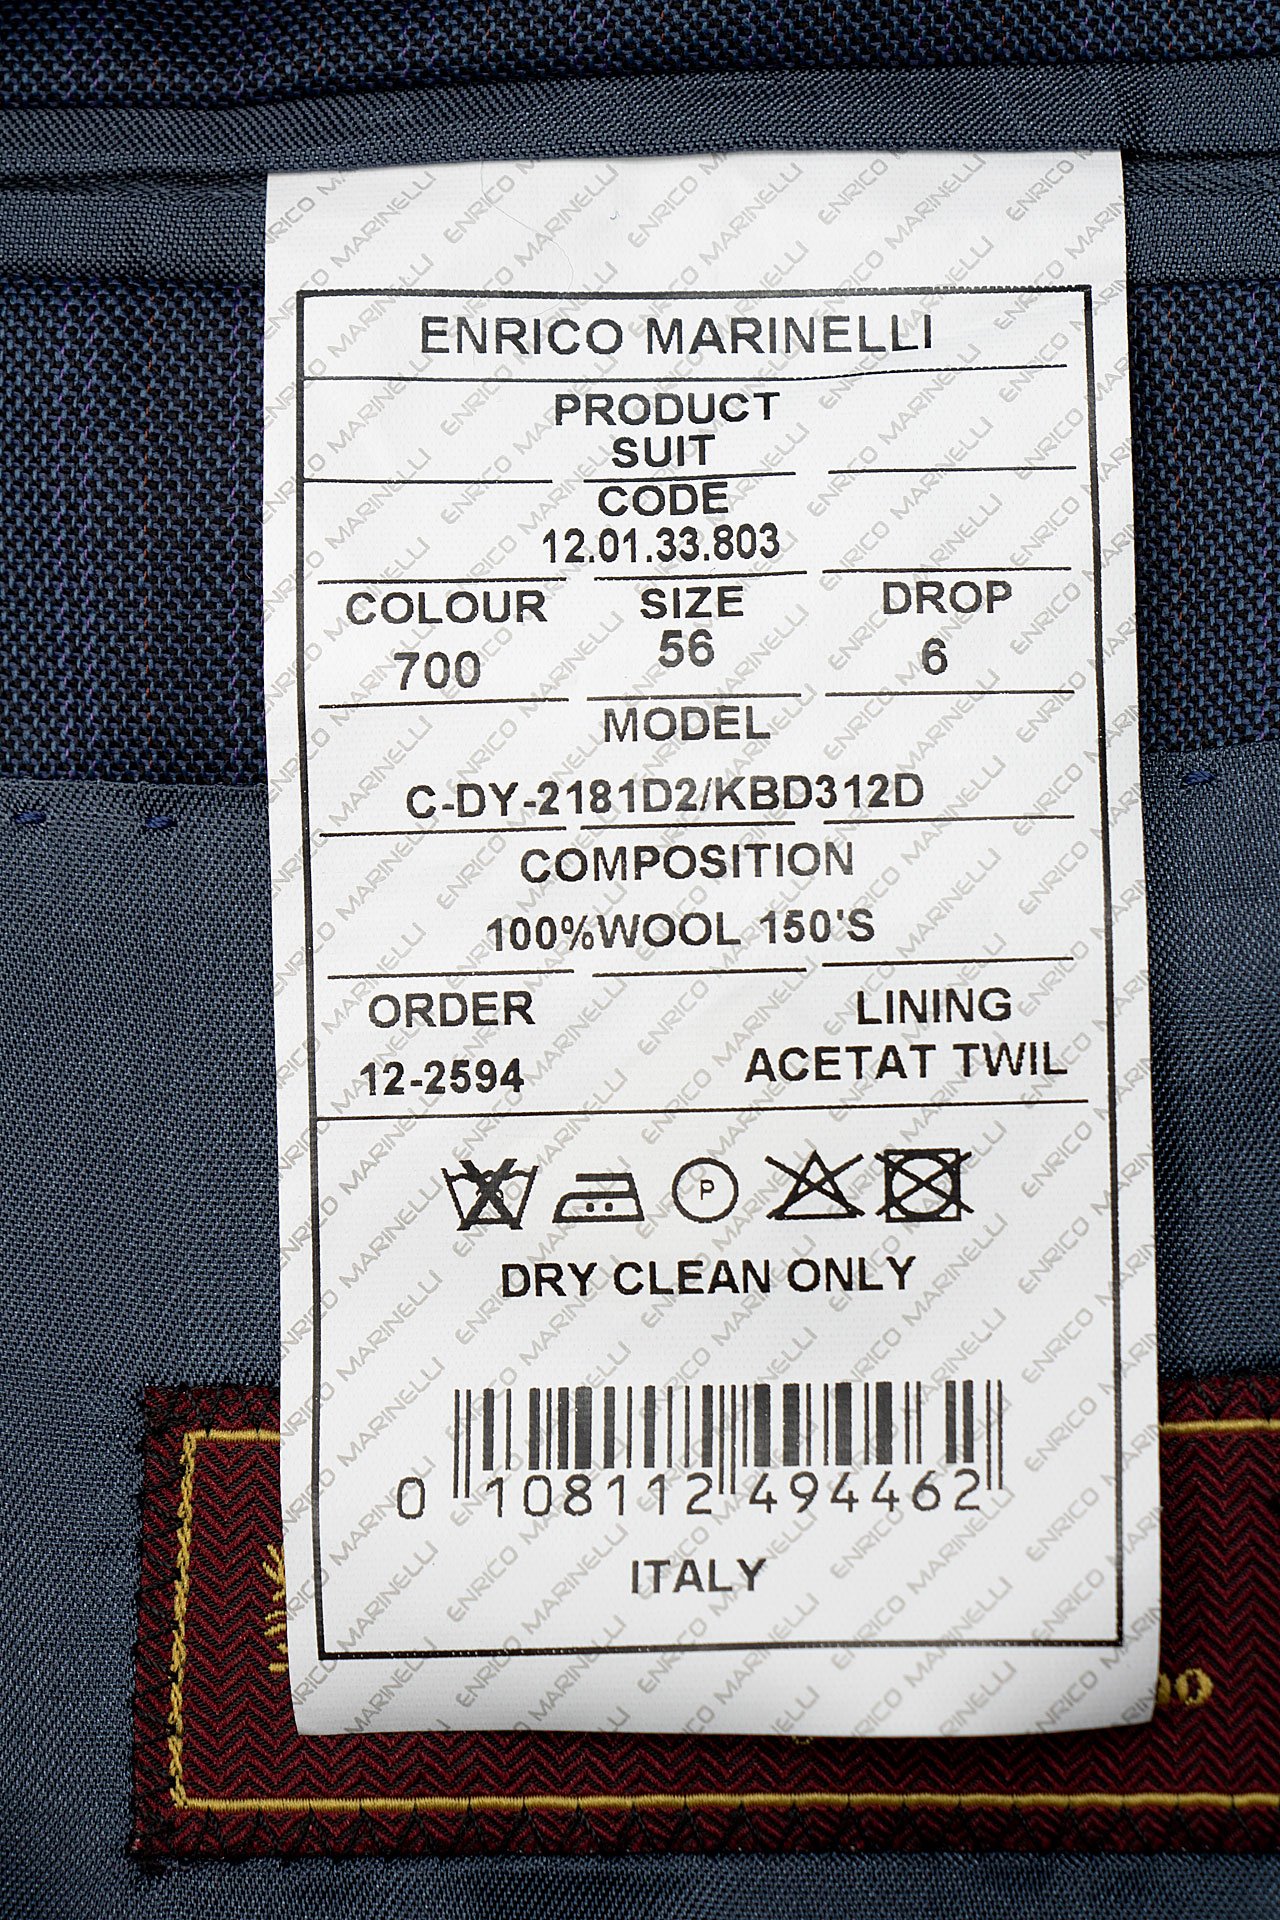 ENRICO MARINELLI
PRODUCT
SUIT
CODE
12.01.33.803
COLOUR SIZE DROP
700 56 6
MODEL
C-DY-2181D2/KBD312D
COMPOSITION
100%WOOL 150'S
ORDER LINING
12-2594 ACETAT TWIL
P
DRY CLEAN ONLY
0 108112 494462
ITALY